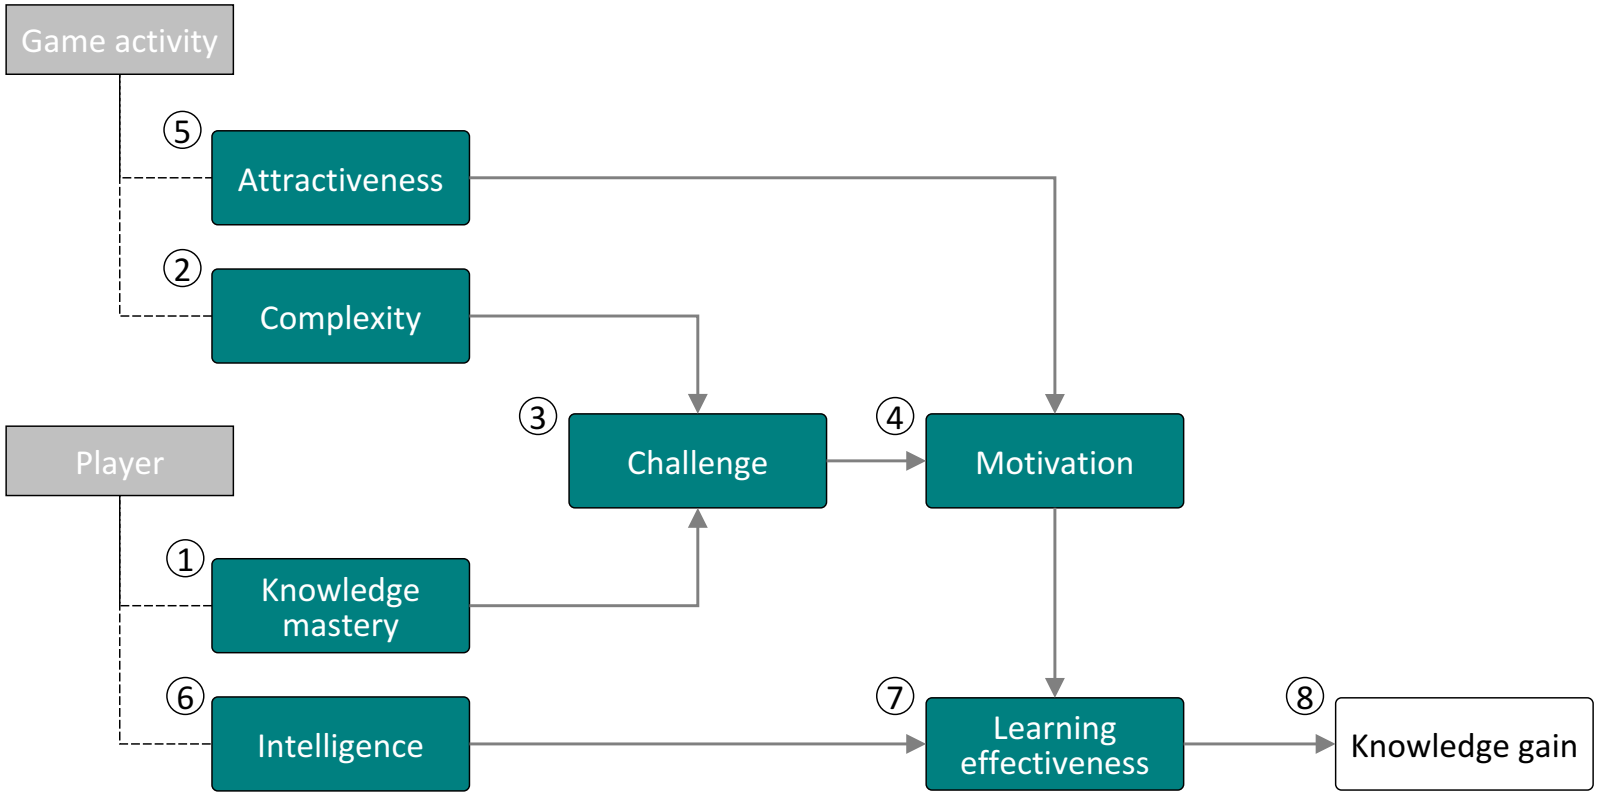 Game activity
5
Attractiveness
2
Complexity
3
Challenge
4
Motivation
Player
1
Knowledge
mastery
6
Intelligence
7
Learning
effectiveness
8
Knowledge gain